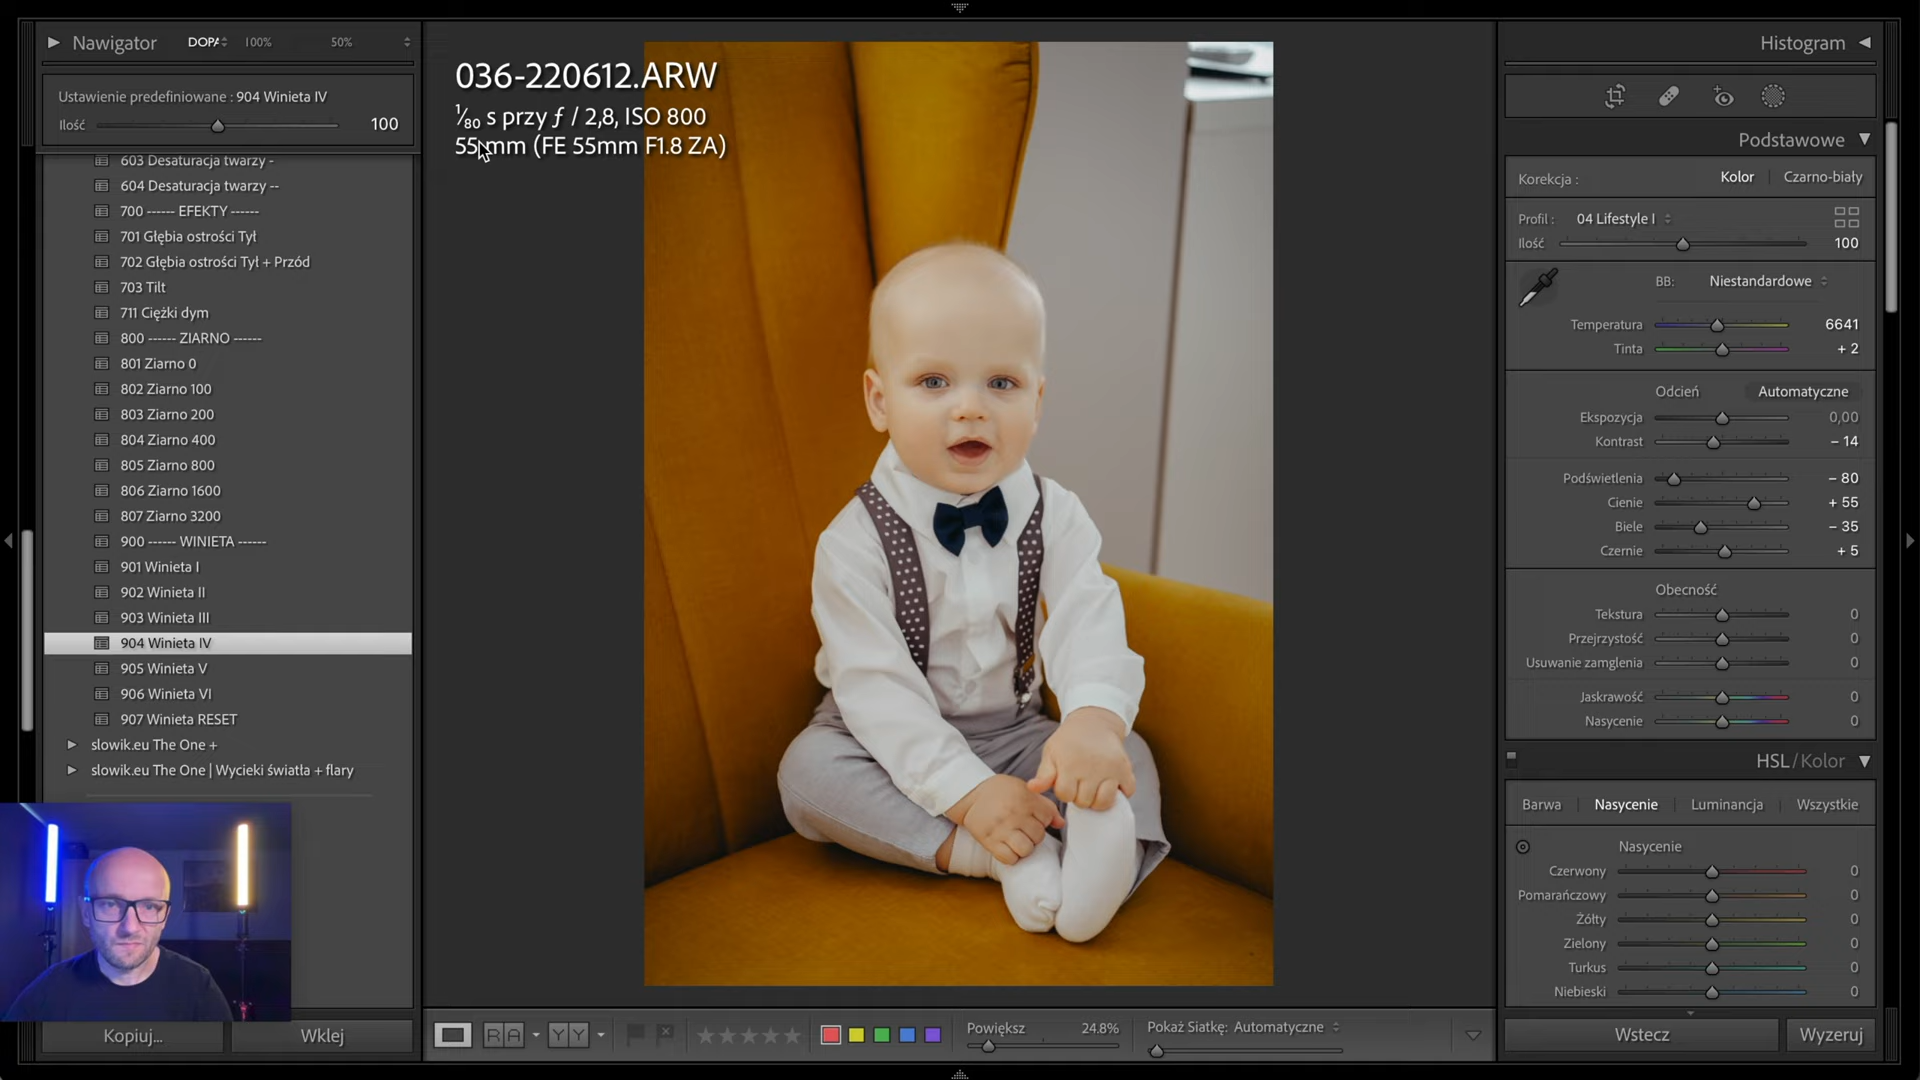 Nawigator DOPA 100% 50%
Ustawienie predefiniowane : 904 Winieta IV
Ilość 100
603 Desaturacja twarzy -
604 Desaturacja twarzy --
700 ------ EFEKTY ------
701 Głębia ostrości Tył
702 Głębia ostrości Tył + Przód
703 Tilt
711 Ciężki dym
800 ------ ZIARNO ------
801 Ziarno 0
802 Ziarno 100
803 Ziarno 200
804 Ziarno 400
805 Ziarno 800
806 Ziarno 1600
807 Ziarno 3200
900 ------ WINIETA ------
901 Winieta I
902 Winieta II
903 Winieta III
904 Winieta IV
905 Winieta V
906 Winieta VI
907 Winieta RESET
slowik.eu The One +
slowik.eu The One | Wycieki światła + flary
Kopiuj...
Wklej
036-220612.ARW
1/80 s przy ƒ / 2,8, ISO 800
55 mm (FE 55mm F1.8 ZA)
R A
Y Y
Powiększ 24.8%
Pokaż Siatkę: Automatyczne
Histogram
Podstawowe
Korekcja : Kolor Czarno-biały
Profil : 04 Lifestyle I
Ilość 100
BB: Niestandardowe
Temperatura 6641
Tinta + 2
Odcień Automatyczne
Ekspozycja 0,00
Kontrast – 14
Podświetlenia – 80
Cienie + 55
Biele – 35
Czernie + 5
Obecność
Tekstura 0
Przejrzystość 0
Usuwanie zamglenia 0
Jaskrawość 0
Nasycenie 0
HSL / Kolor
Barwa Nasycenie Luminancja Wszystkie
Nasycenie
Czerwony 0
Pomarańczowy 0
Żółty 0
Zielony 0
Turkus 0
Niebieski 0
Wstecz
Wyzeruj